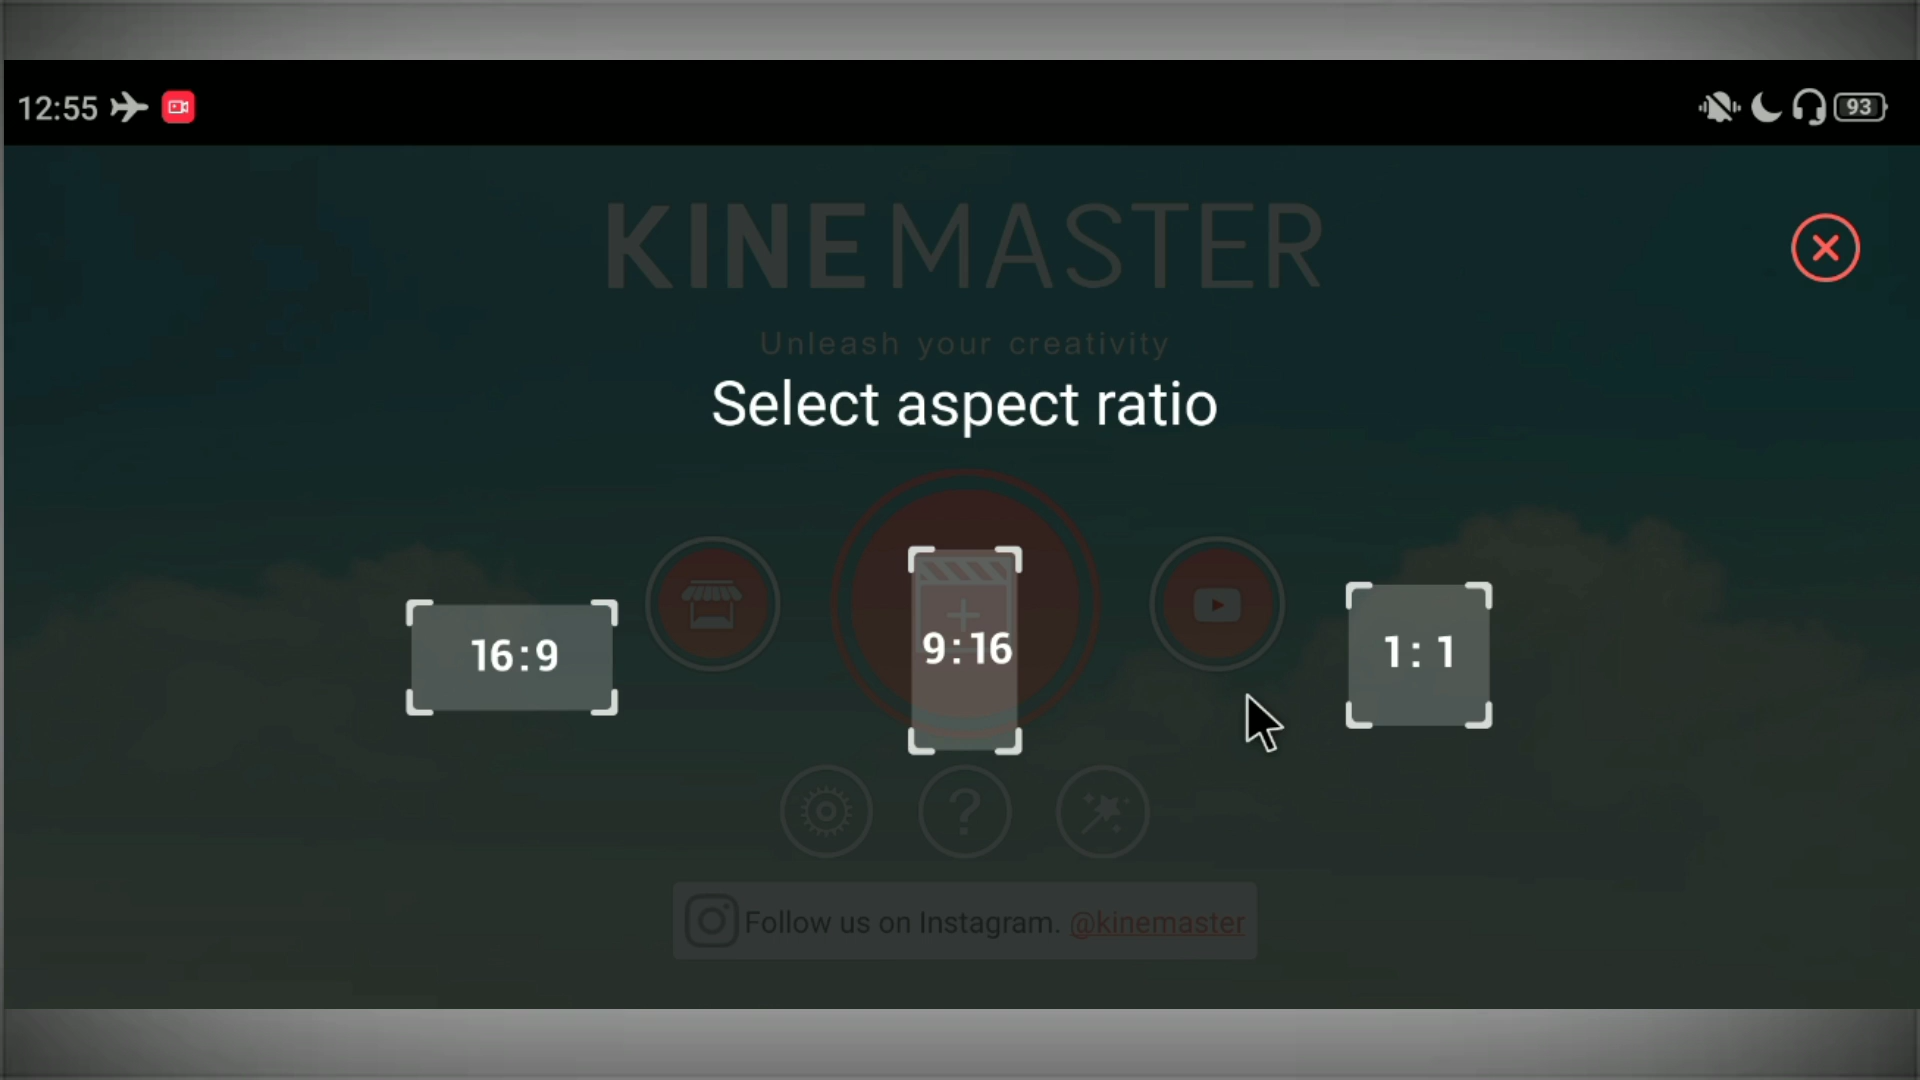 12:55
93
KINEMASTER
Unleash your creativity
Select aspect ratio
16:9
9:16
1:1
?
Follow us on Instagram. @kinemaster